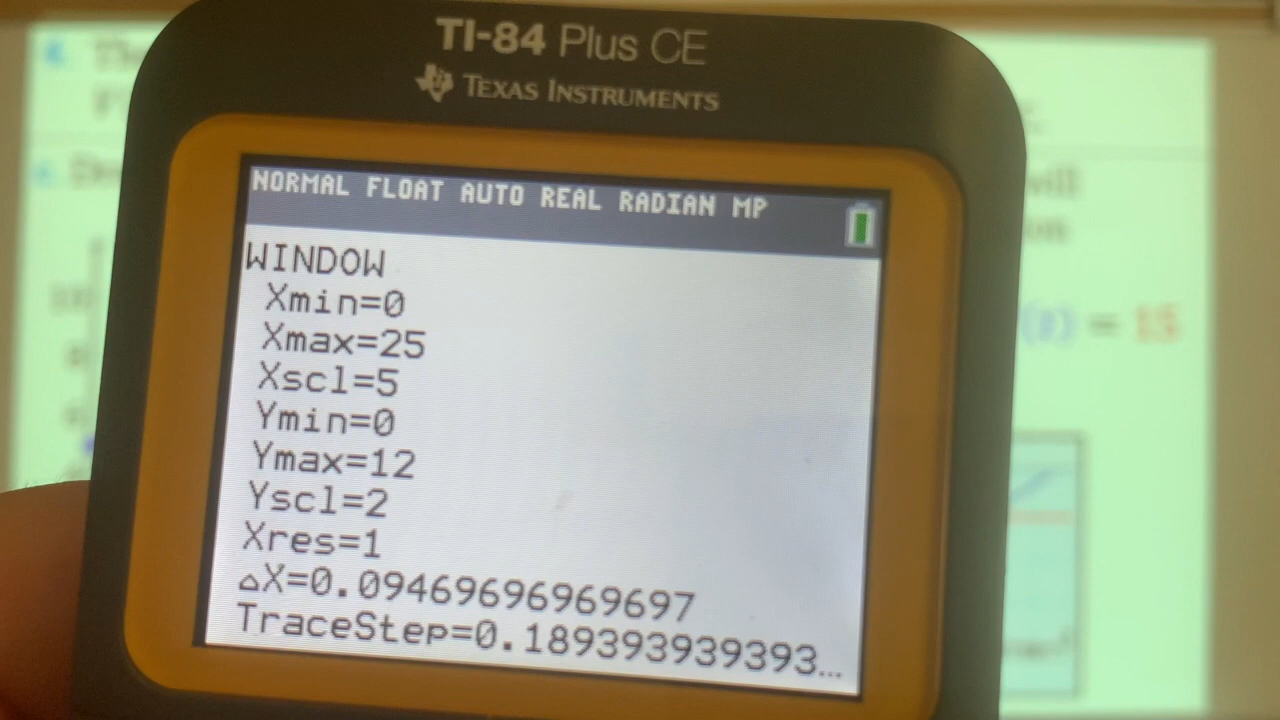 TI-84 Plus CE
TEXAS INSTRUMENTS
NORMAL FLOAT AUTO REAL RADIAN MP
WINDOW
Xmin=0
Xmax=25
Xscl=5
Ymin=0
Ymax=12
Yscl=2
Xres=1
△X=0.09469696969697
TraceStep=0.189393939393...
(t) = 15